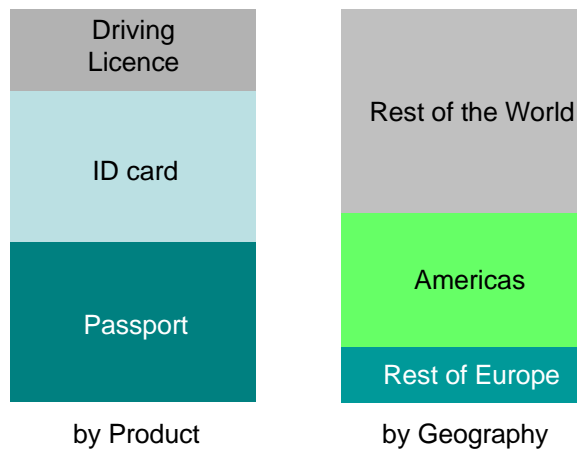 Driving
Licence
ID card
Passport
by Product
Rest of the World
Americas
Rest of Europe
by Geography